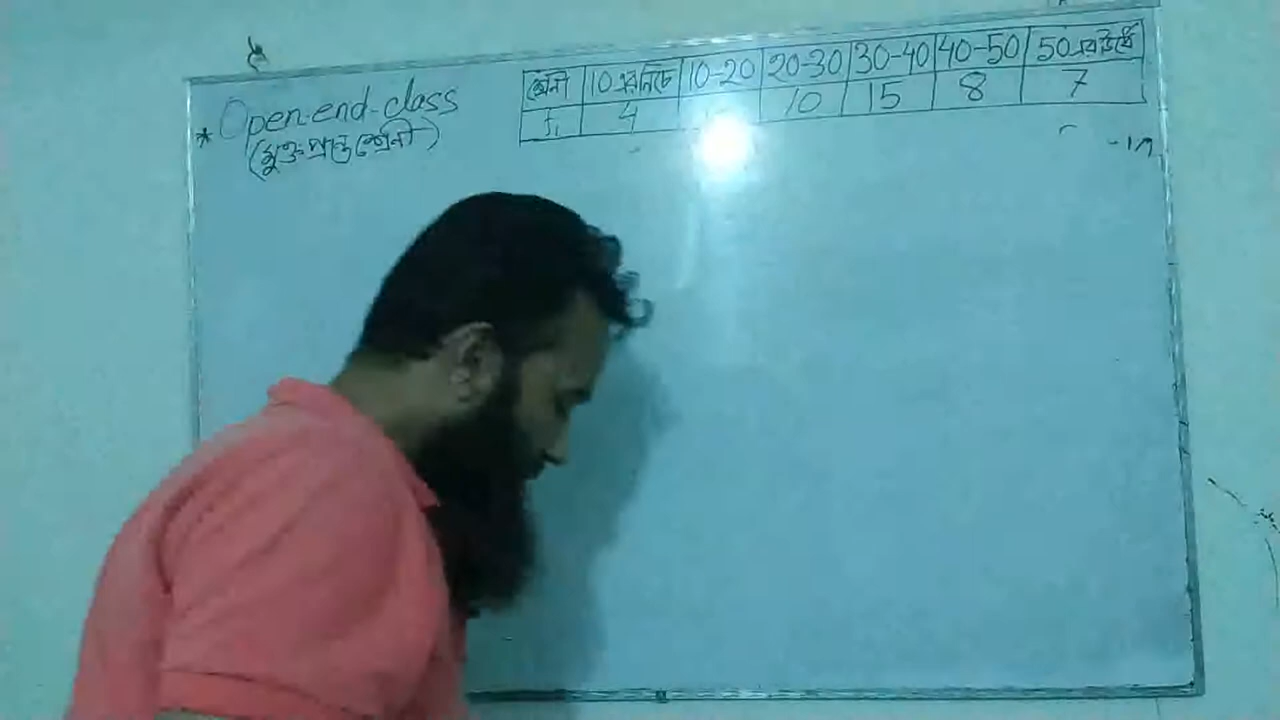 * Open-end-class
(মুক্ত-প্রান্ত শ্রেনী)
শ্রেনী 10 এর নিচে 10-20 20-30 30-40 40-50 50 এর উর্ধ্বে
fi 4 10 15 8 7